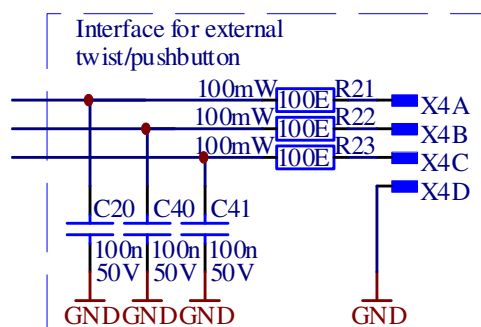 Interface for external
twist/pushbutton
100mW 100E R21 X4A
100mW 100E R22 X4B
100mW 100E R23 X4C
X4D
C20 C40 C41
100n 100n 100n
50V 50V 50V
GND GND GND GND